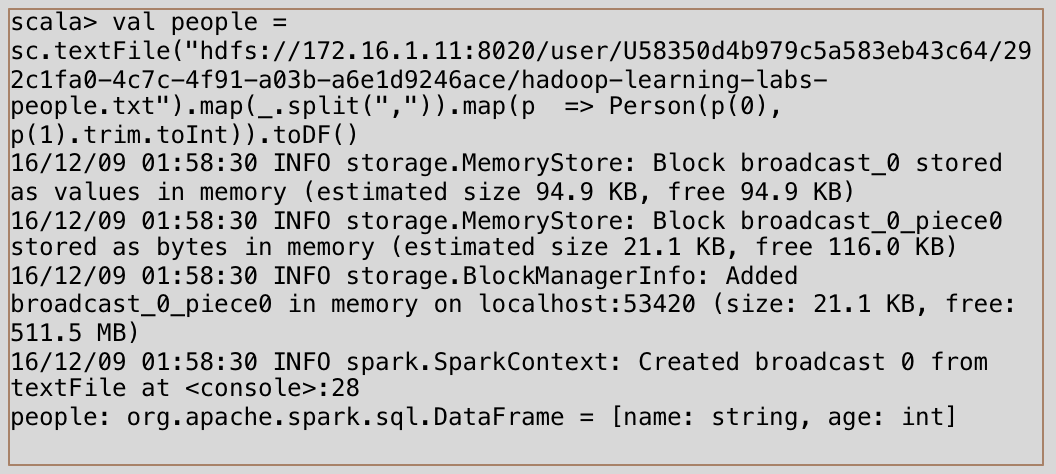 scala> val people =
sc.textFile("hdfs://172.16.1.11:8020/user/U58350d4b979c5a583eb43c64/29
2c1fa0-4c7c-4f91-a03b-a6e1d9246ace/hadoop-learning-labs-
people.txt").map(_.split(",")).map(p  => Person(p(0),
p(1).trim.toInt)).toDF()
16/12/09 01:58:30 INFO storage.MemoryStore: Block broadcast_0 stored
as values in memory (estimated size 94.9 KB, free 94.9 KB)
16/12/09 01:58:30 INFO storage.MemoryStore: Block broadcast_0_piece0
stored as bytes in memory (estimated size 21.1 KB, free 116.0 KB)
16/12/09 01:58:30 INFO storage.BlockManagerInfo: Added
broadcast_0_piece0 in memory on localhost:53420 (size: 21.1 KB, free:
511.5 MB)
16/12/09 01:58:30 INFO spark.SparkContext: Created broadcast 0 from
textFile at <console>:28
people: org.apache.spark.sql.DataFrame = [name: string, age: int]